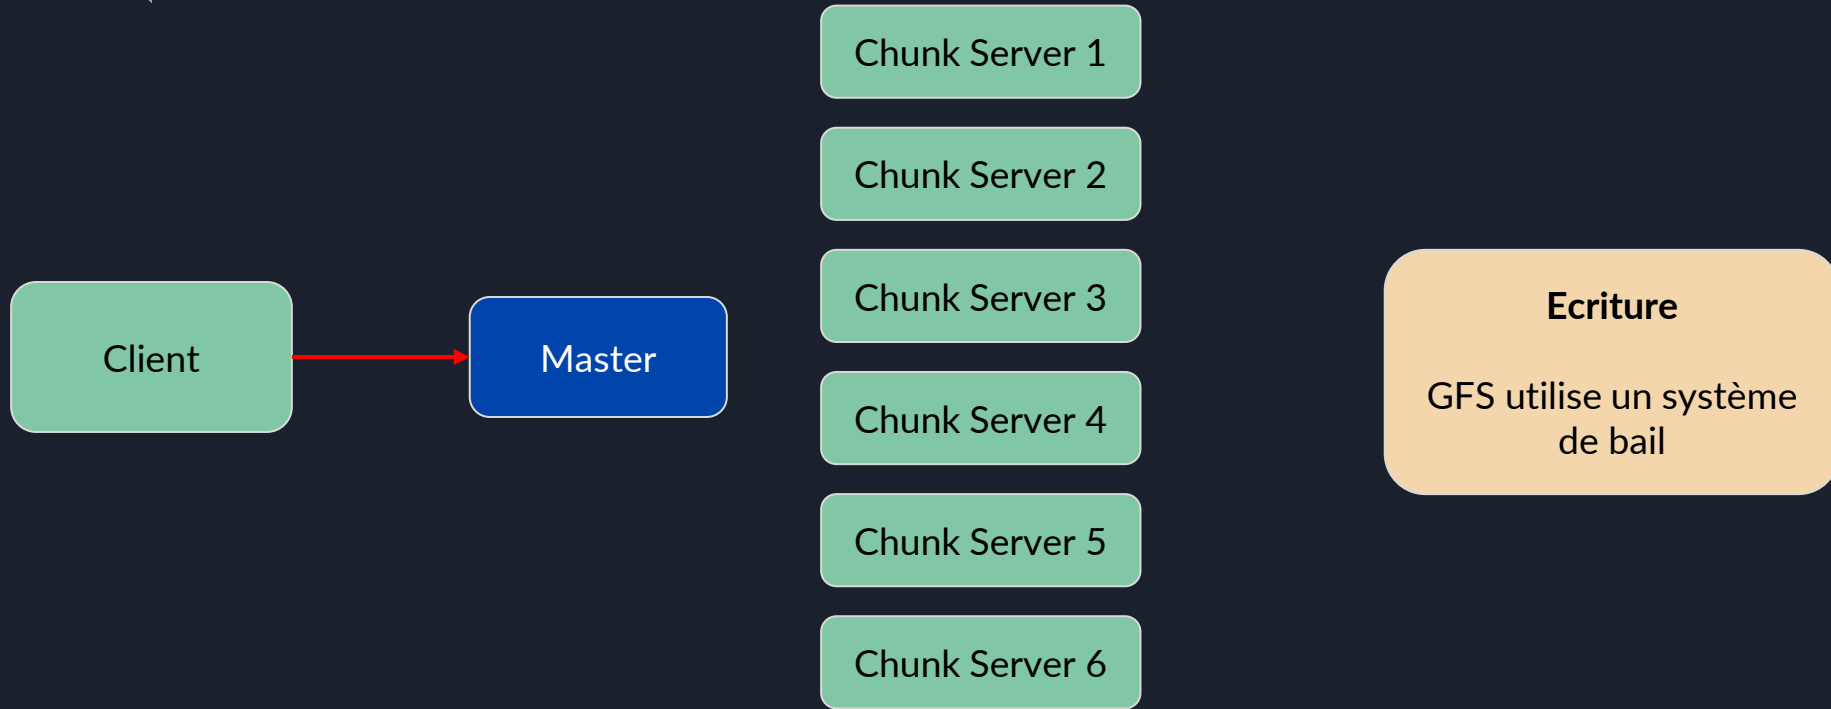 Chunk Server 1
Chunk Server 2
Chunk Server 3
Client
Master
Ecriture
GFS utilise un système
de bail
Chunk Server 4
Chunk Server 5
Chunk Server 6